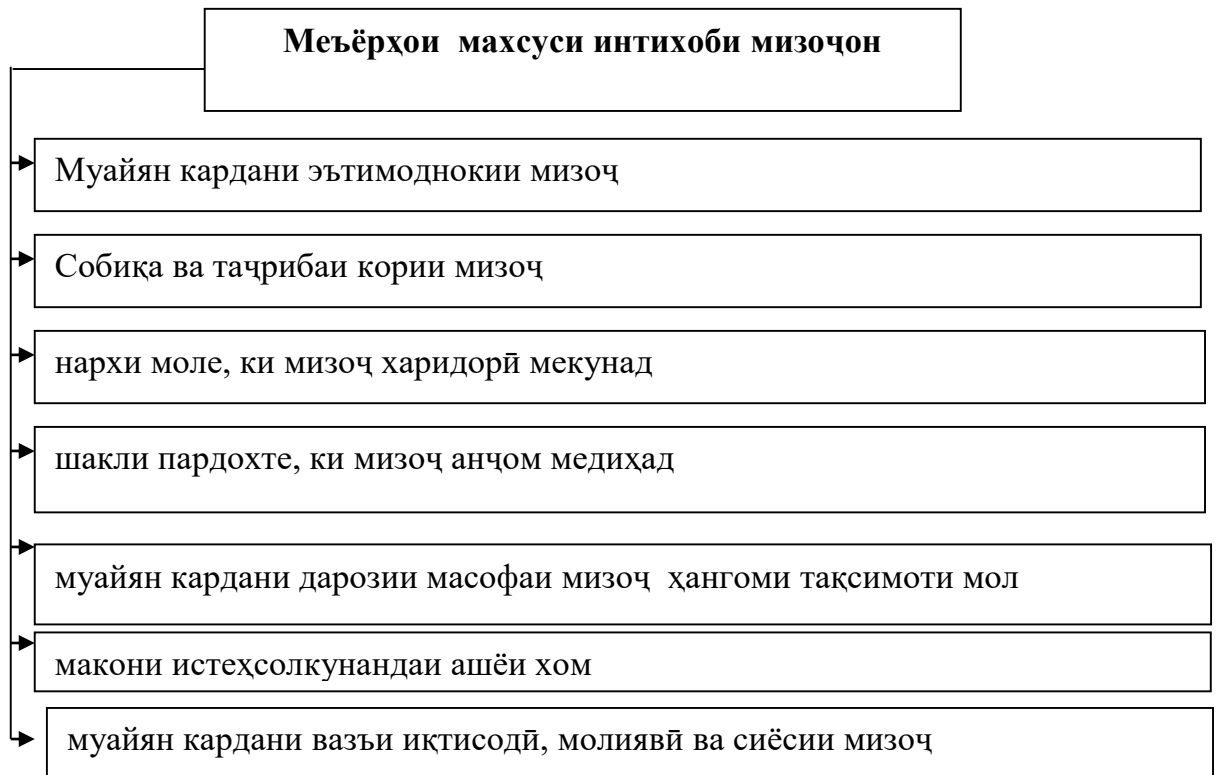 Меъёрҳои махсуси интихоби мизоҷон
Муайян кардани эътимоднокии мизоҷ
Собиқа ва таҷрибаи кории мизоҷ
нархи моле, ки мизоҷ харидорӣ мекунад
шакли пардохте, ки мизоҷ анҷом медиҳад
муайян кардани дарозии масофаи мизоҷ ҳангоми тақсимоти мол
макони истеҳсолкунандаи ашёи хом
муайян кардани вазъи иқтисодӣ, молиявӣ ва сиёсии мизоҷ